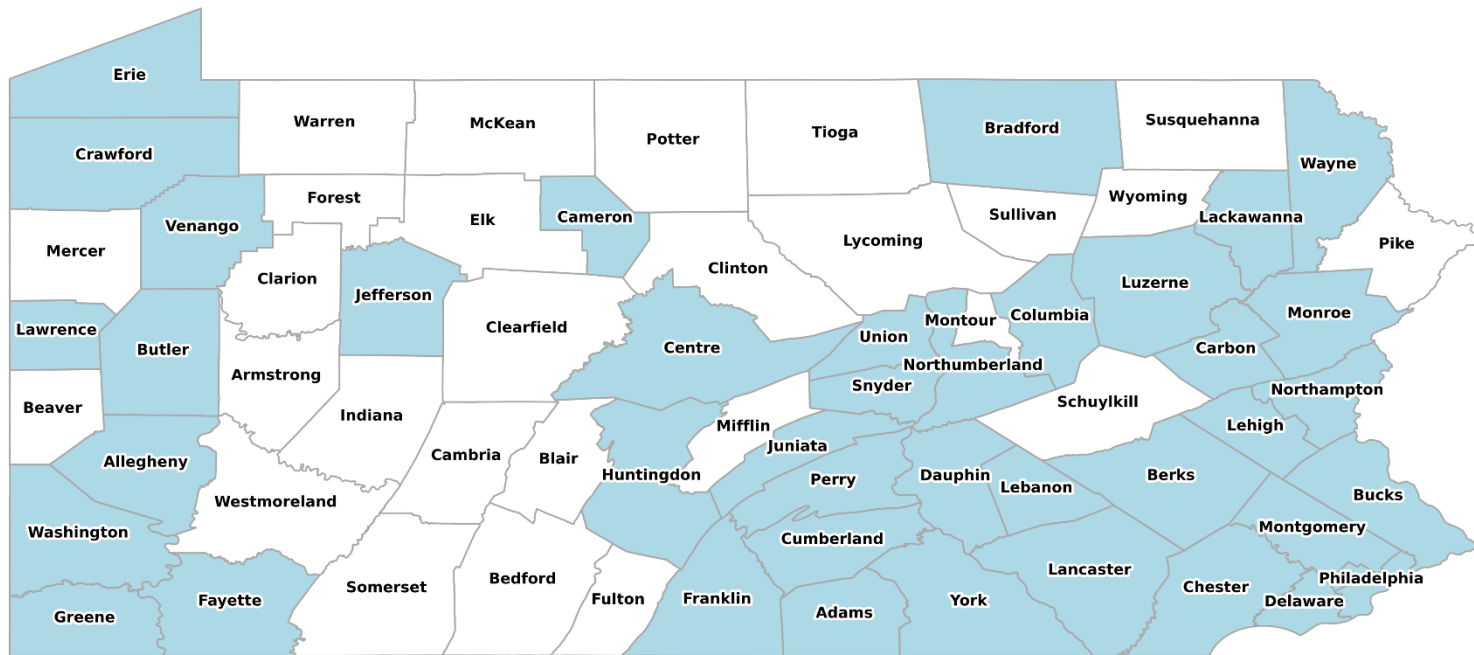 Erie
Warren
McKean
Potter
Tioga
Bradford
Susquehanna
Wayne
Crawford
Forest
Elk
Cameron
Venango
Mercer
Clarion
Jefferson
Clearfield
Clinton
Lycoming
Sullivan
Wyoming
Lackawanna
Pike
Lawrence
Butler
Armstrong
Indiana
Centre
Union
Montour
Columbia
Luzerne
Monroe
Carbon
Northumberland
Snyder
Schuylkill
Northampton
Beaver
Allegheny
Westmoreland
Cambria
Blair
Huntingdon
Mifflin
Juniata
Perry
Dauphin
Lebanon
Berks
Lehigh
Bucks
Washington
Greene
Fayette
Somerset
Bedford
Fulton
Franklin
Cumberland
Adams
York
Lancaster
Chester
Montgomery
Delaware
Philadelphia